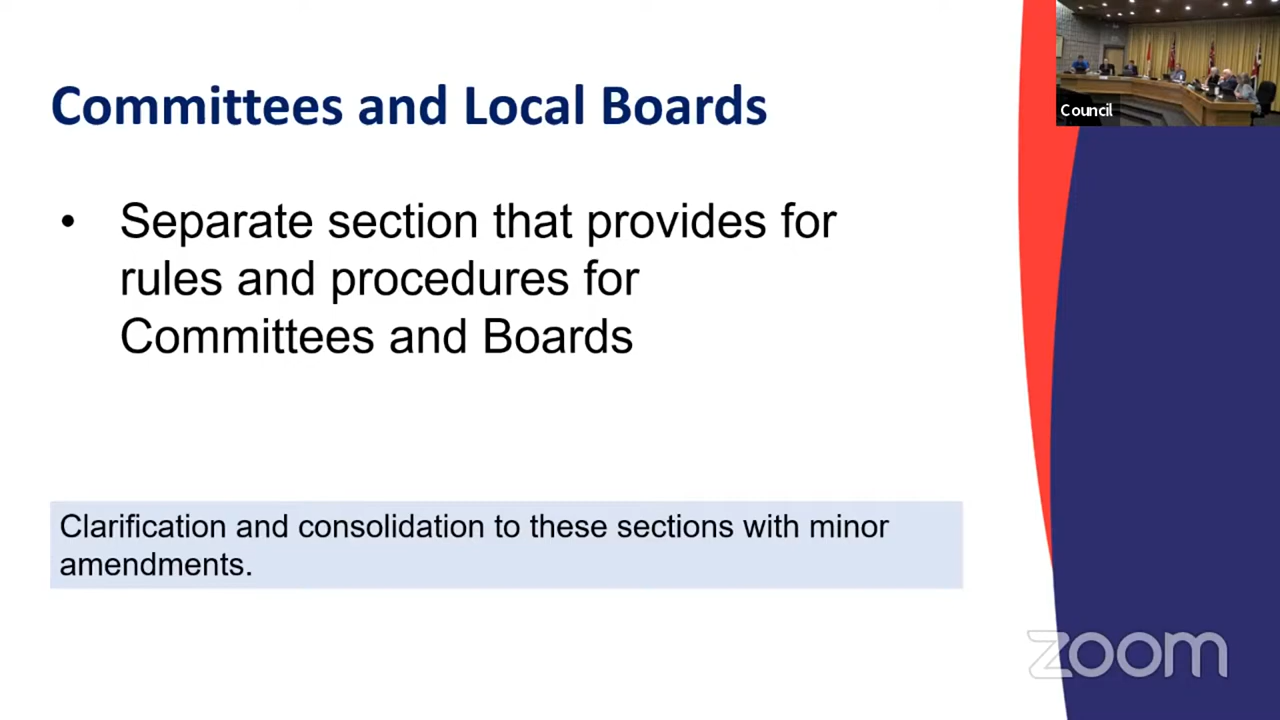 Committees and Local Boards
• Separate section that provides for
rules and procedures for
Committees and Boards
Clarification and consolidation to these sections with minor
amendments.
Council
zoom